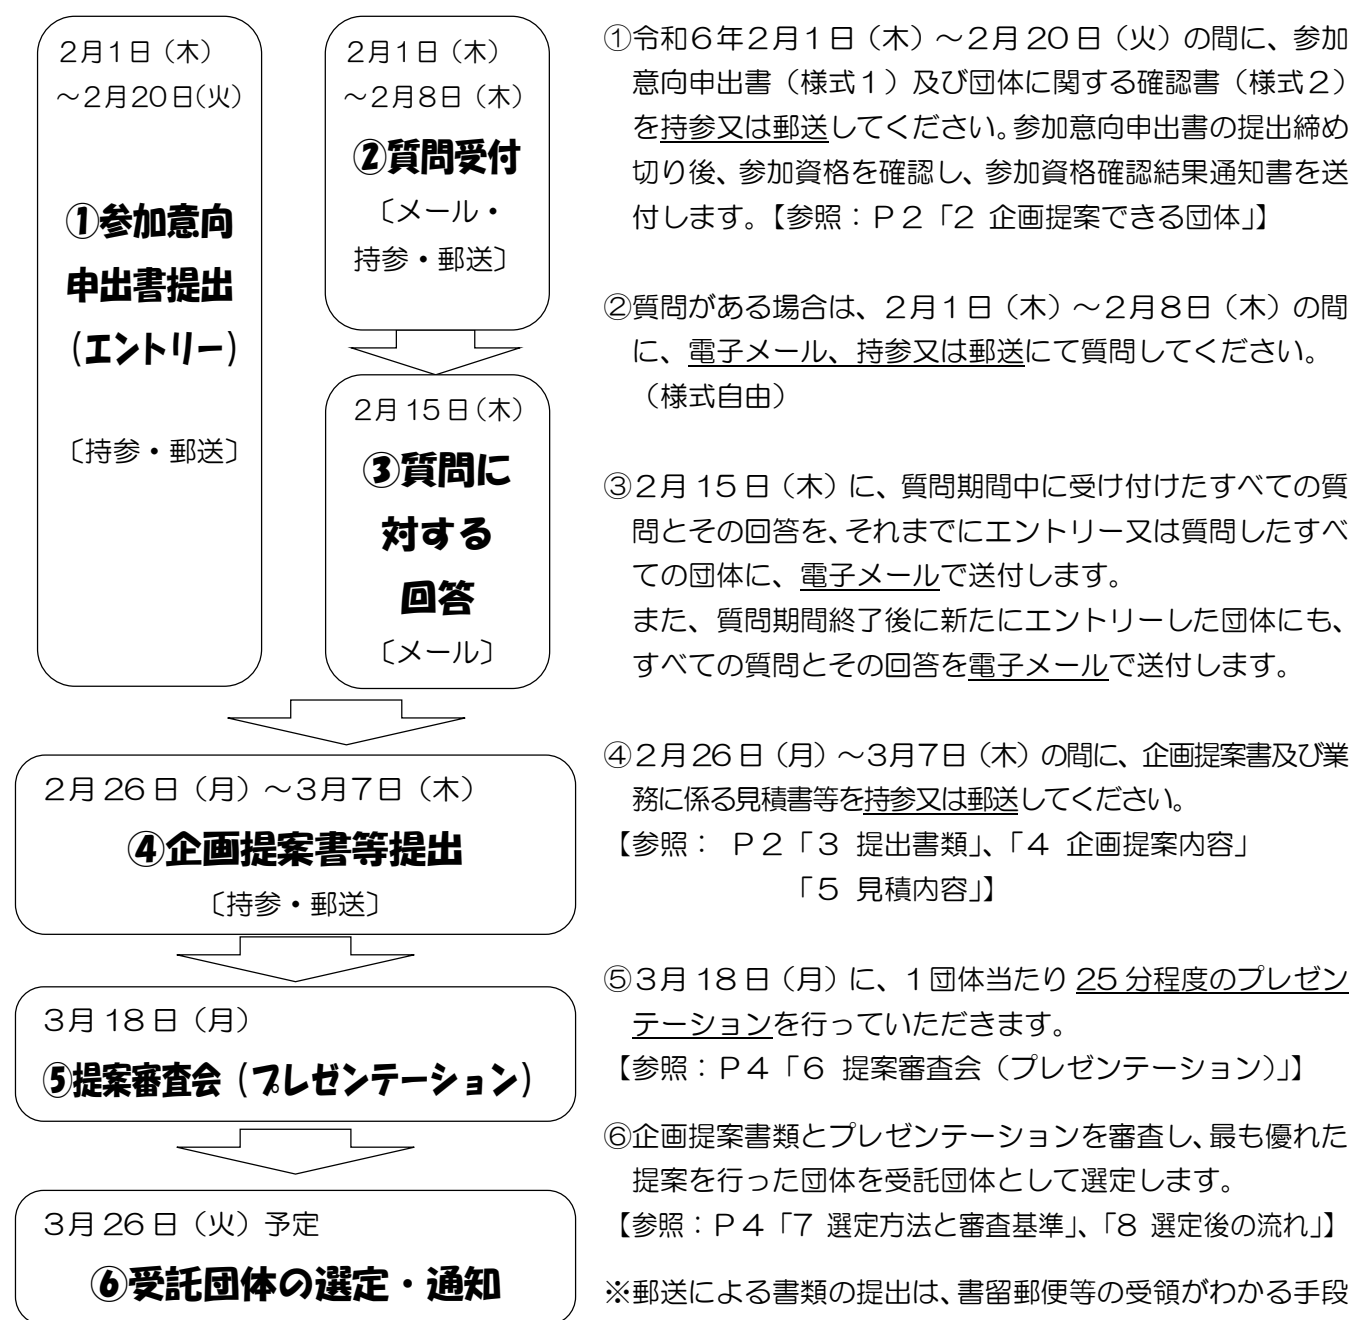 2月1日（木）
～2月20日(火)
①参加意向
申出書提出
（エントリー）
〔持参・郵送〕
2月1日（木）
～2月8日（木）
②質問受付
〔メール・
持参・郵送〕
2月15日（木）
③質問に
対する
回答
〔メール〕
2月26日（月）～3月7日（木）
④企画提案書等提出
〔持参・郵送〕
3月18日（月）
⑤提案審査会（プレゼンテーション）
3月26日（火）予定
⑥受託団体の選定・通知
①令和6年2月1日（木）～2月20日（火）の間に、参加
意向申出書（様式1）及び団体に関する確認書（様式2）
を持参又は郵送してください。参加意向申出書の提出締め
切り後、参加資格を確認し、参加資格確認結果通知書を送
付します。【参照：P2「2 企画提案できる団体」】
②質問がある場合は、2月1日（木）～2月8日（木）の間
に、電子メール、持参又は郵送にて質問してください。
（様式自由）
③2月15日（木）に、質問期間中に受け付けたすべての質
問とその回答を、それまでにエントリー又は質問したすべ
ての団体に、電子メールで送付します。
また、質問期間終了後に新たにエントリーした団体にも、
すべての質問とその回答を電子メールで送付します。
④2月26日（月）～3月7日（木）の間に、企画提案書及び業
務に係る見積書等を持参又は郵送してください。
【参照： P2「3 提出書類」、「4 企画提案内容」
「5 見積内容」】
⑤3月18日（月）に、1団体当たり25分程度のプレゼン
テーションを行っていただきます。
【参照：P4「6 提案審査会（プレゼンテーション）」】
⑥企画提案書類とプレゼンテーションを審査し、最も優れた
提案を行った団体を受託団体として選定します。
【参照：P4「7 選定方法と審査基準」、「8 選定後の流れ」】
※郵送による書類の提出は、書留郵便等の受領がわかる手段